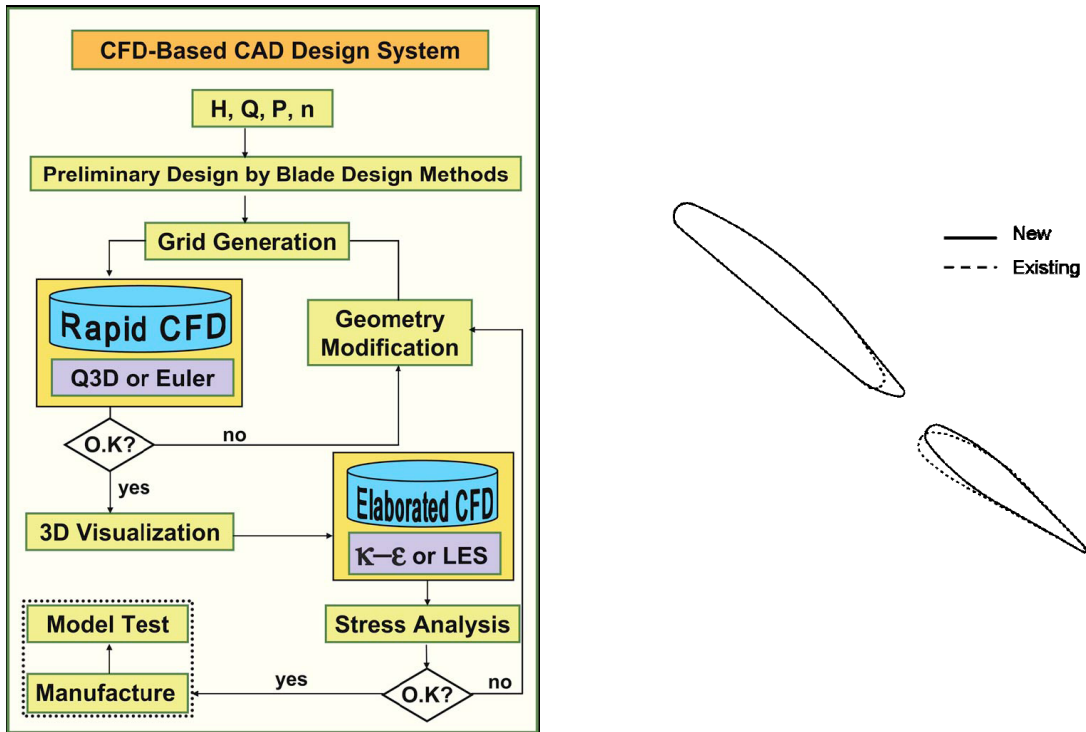 CFD-Based CAD Design System
H, Q, P, n
Preliminary Design by Blade Design Methods
Grid Generation
Rapid CFD
Q3D or Euler
Geometry
Modification
O.K?
no
yes
3D Visualization
Elaborated CFD
κ–ε or LES
Stress Analysis
Model Test
Manufacture
yes
O.K?
no
New
Existing